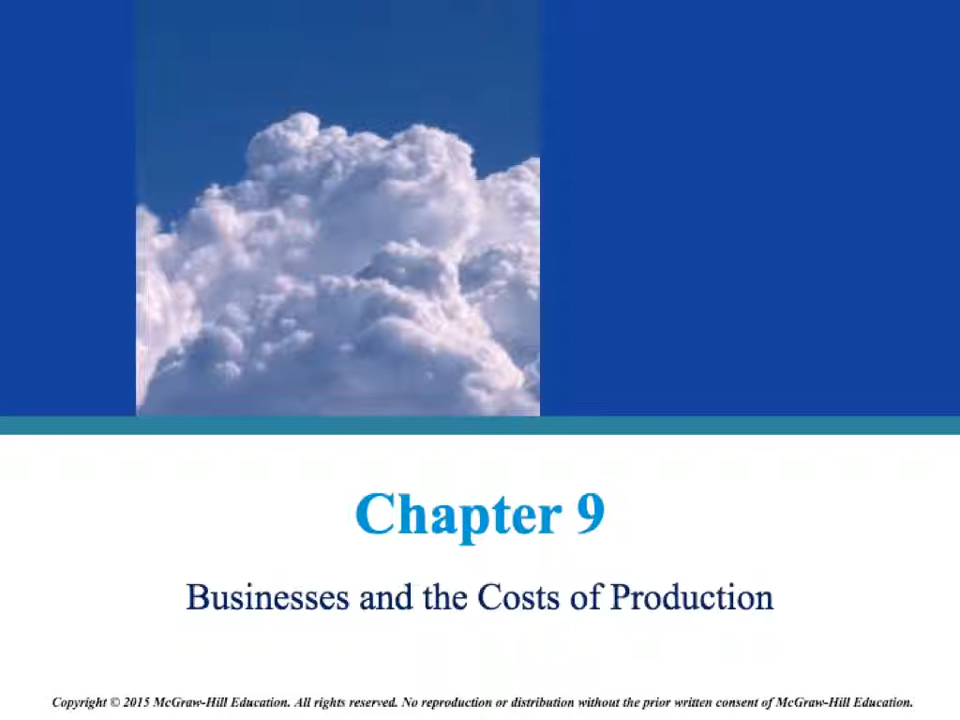 Chapter 9
Businesses and the Costs of Production
Copyright © 2015 McGraw-Hill Education. All rights reserved. No reproduction or distribution without the prior written consent of McGraw-Hill Education.